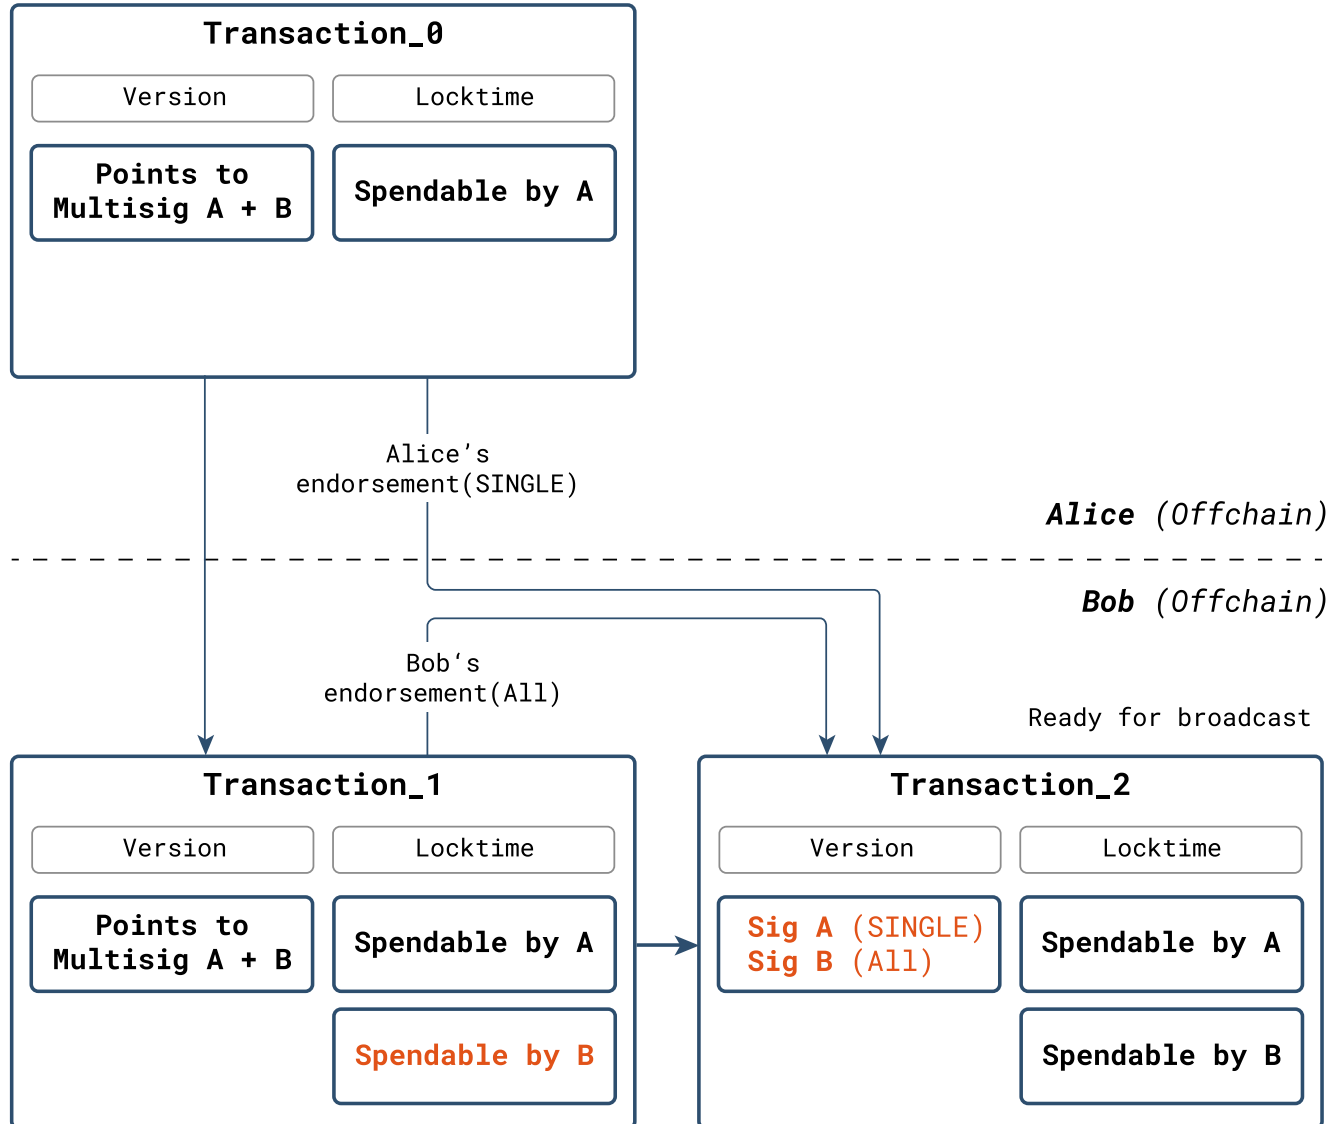 Transaction_0
Version
Locktime
Points to
Multisig A + B
Spendable by A
Alice’s
endorsement(SINGLE)
Alice (Offchain)
Bob (Offchain)
Bob‘s
endorsement(All)
Ready for broadcast
Transaction_1
Version
Locktime
Points to
Multisig A + B
Spendable by A
Spendable by B
Transaction_2
Version
Locktime
Sig A (SINGLE)
Sig B (All)
Spendable by A
Spendable by B